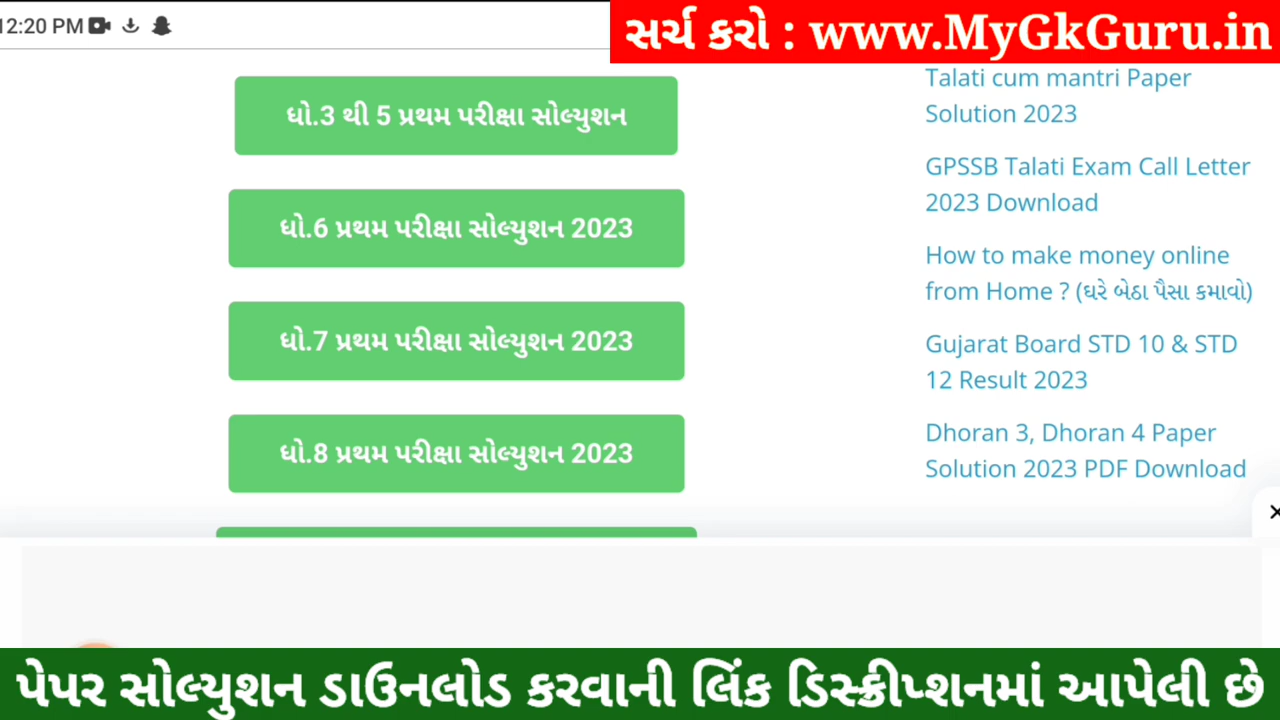 12:20 PM
સર્ચ કરો : www.MyGkGuru.in
ધો.3 થી 5 પ્રથમ પરીક્ષા સોલ્યુશન
ધો.6 પ્રથમ પરીક્ષા સોલ્યુશન 2023
ધો.7 પ્રથમ પરીક્ષા સોલ્યુશન 2023
ધો.8 પ્રથમ પરીક્ષા સોલ્યુશન 2023
Talati cum mantri Paper
Solution 2023
GPSSB Talati Exam Call Letter
2023 Download
How to make money online
from Home ? (ઘરે બેઠા પૈસા કમાવો)
Gujarat Board STD 10 & STD
12 Result 2023
Dhoran 3, Dhoran 4 Paper
Solution 2023 PDF Download
પેપર સોલ્યુશન ડાઉનલોડ કરવાની લિંક ડિસ્ક્રીપ્શનમાં આપેલી છે